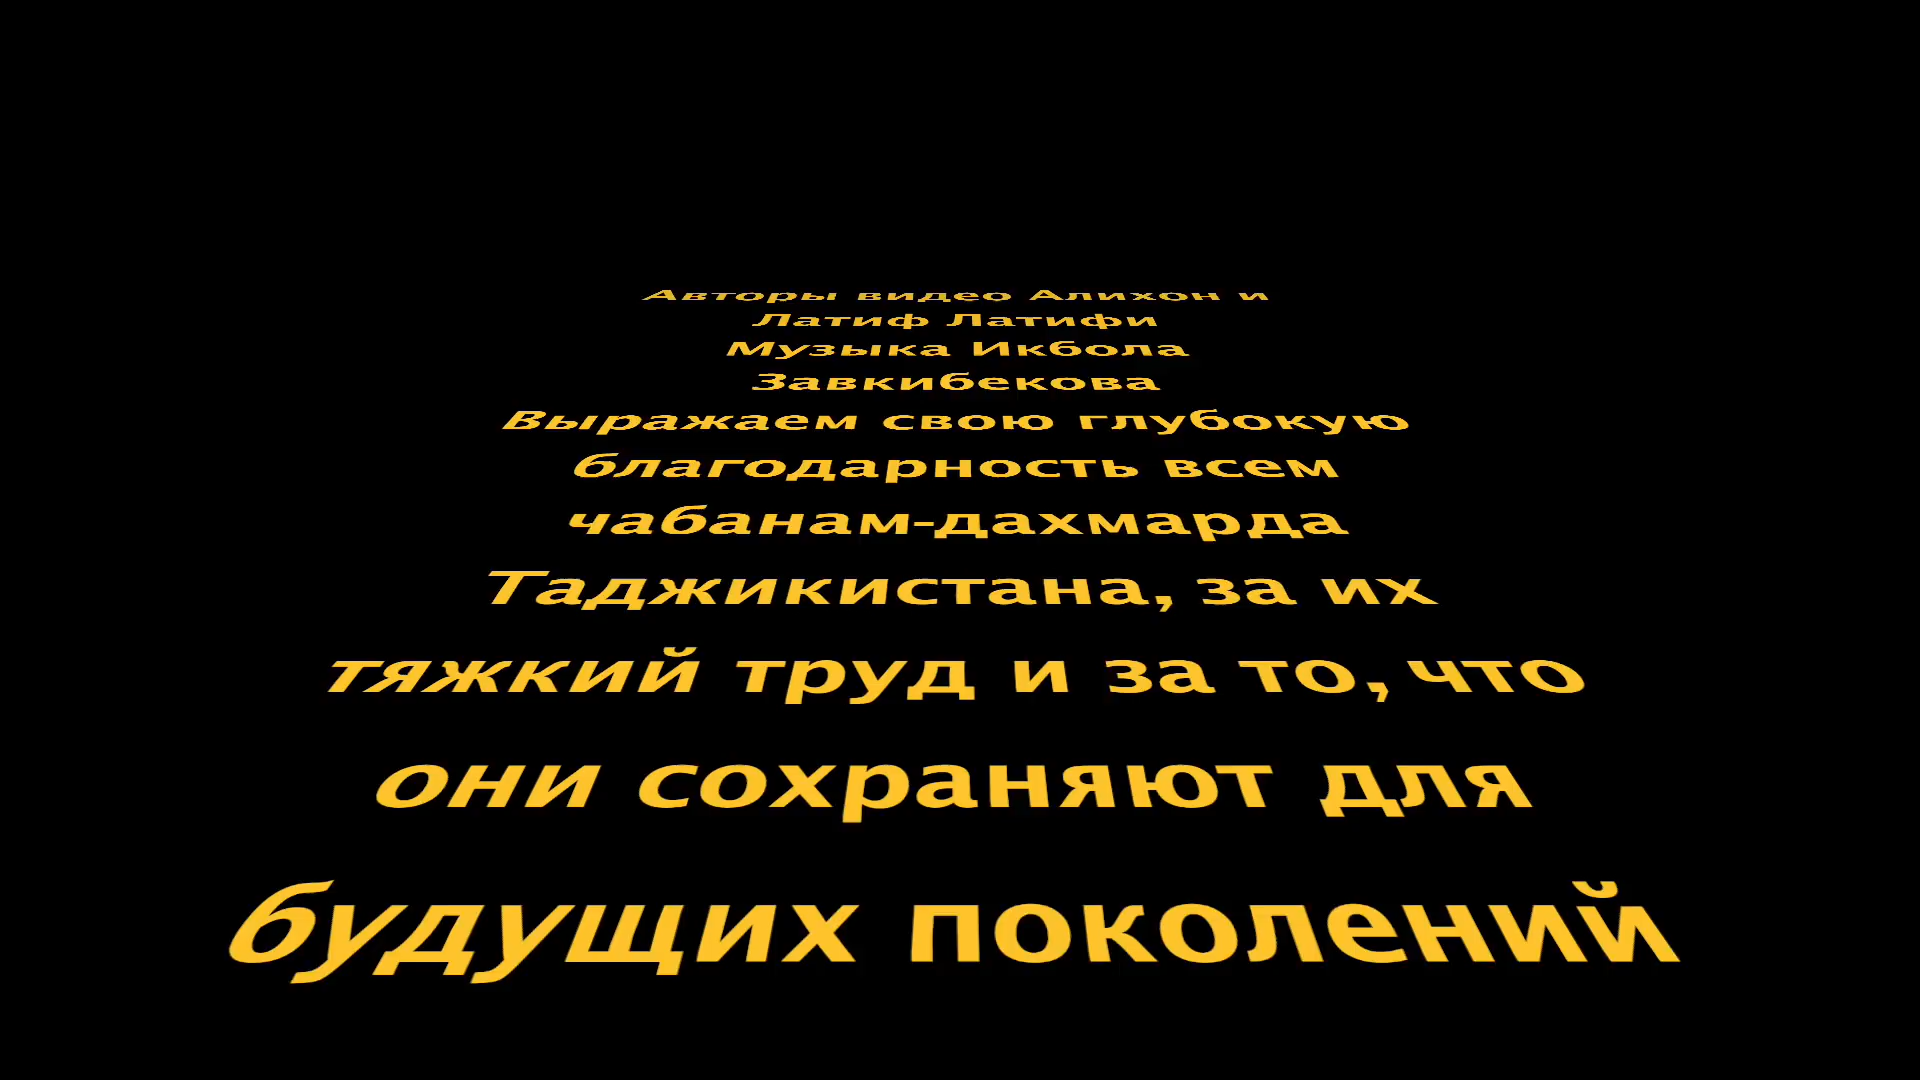 Авторы видео Алихон и
Латиф Латифи
Музыка Икбола
Завкибекова
Выражаем свою глубокую
благодарность всем
чабанам-дахмарда
Таджикистана, за их
тяжкий труд и за то, что
они сохраняют для
будущих поколений